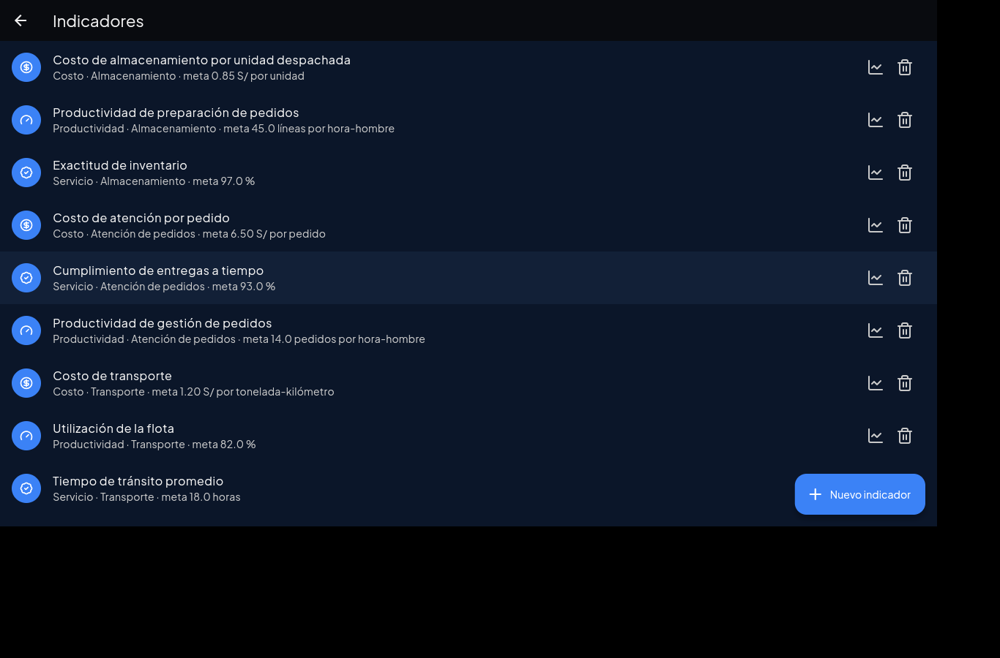 Indicadores
Costo de almacenamiento por unidad despachada
Costo · Almacenamiento · meta 0.85 S/ por unidad
Productividad de preparación de pedidos
Productividad · Almacenamiento · meta 45.0 líneas por hora-hombre
Exactitud de inventario
Servicio · Almacenamiento · meta 97.0 %
Costo de atención por pedido
Costo · Atención de pedidos · meta 6.50 S/ por pedido
Cumplimiento de entregas a tiempo
Servicio · Atención de pedidos · meta 93.0 %
Productividad de gestión de pedidos
Productividad · Atención de pedidos · meta 14.0 pedidos por hora-hombre
Costo de transporte
Costo · Transporte · meta 1.20 S/ por tonelada-kilómetro
Utilización de la flota
Productividad · Transporte · meta 82.0 %
Tiempo de tránsito promedio
Servicio · Transporte · meta 18.0 horas
Nuevo indicador